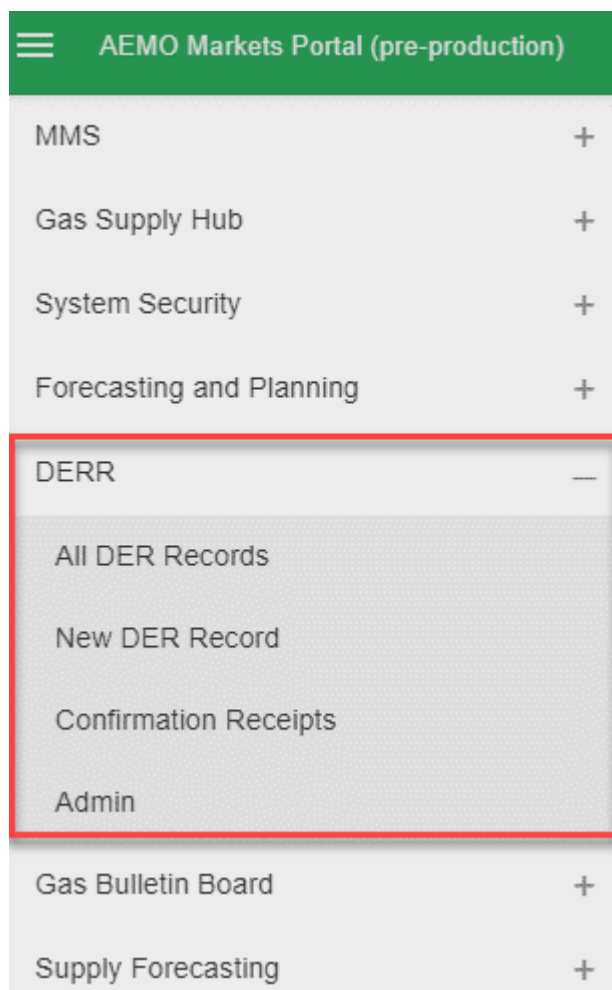 AEMO Markets Portal (pre-production)
MMS +
Gas Supply Hub +
System Security +
Forecasting and Planning +
DERR —
All DER Records
New DER Record
Confirmation Receipts
Admin
Gas Bulletin Board +
Supply Forecasting +